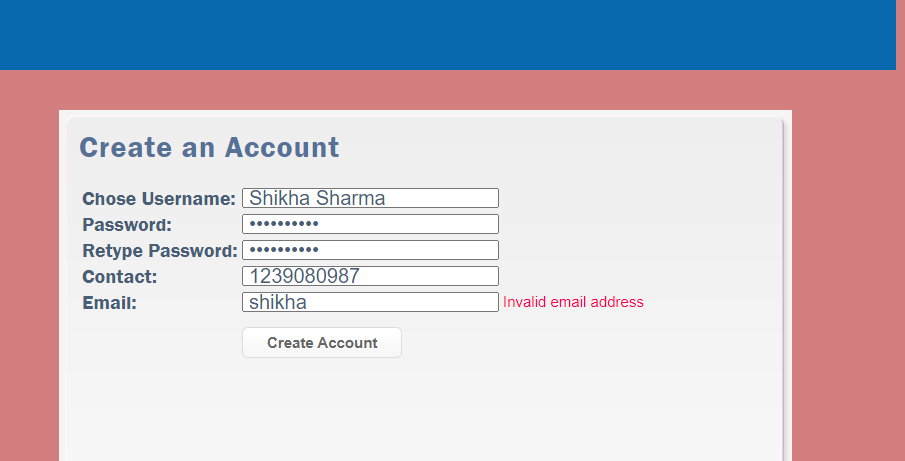 Create an Account
Chose Username: Shikha Sharma
Password: ••••••••••
Retype Password: ••••••••••
Contact: 1239080987
Email: shikha Invalid email address
Create Account